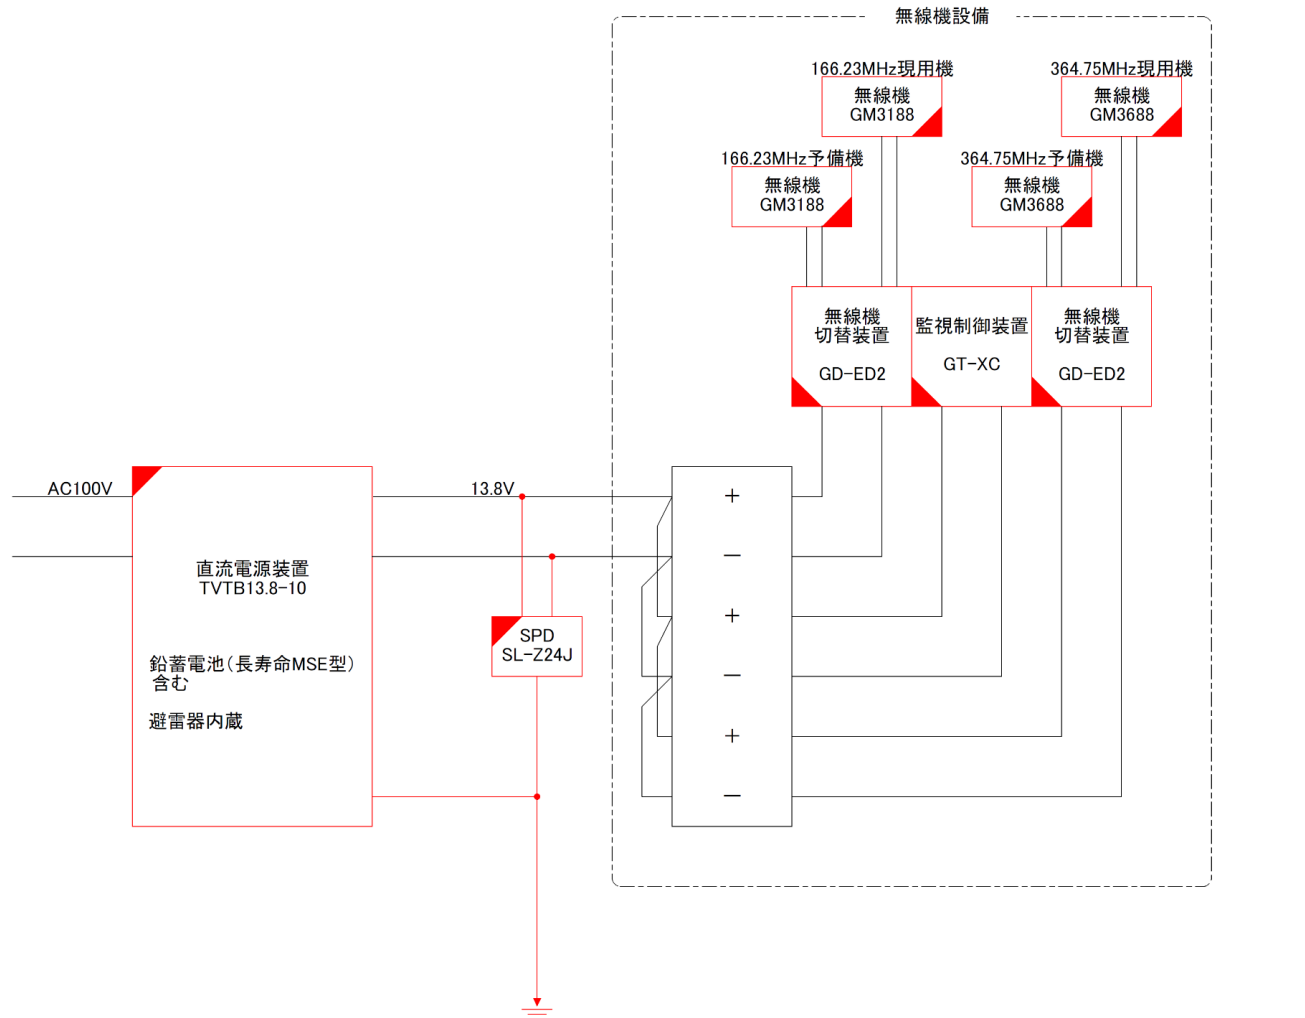 無線機設備
166.23MHz現用機
無線機
GM3188
364.75MHz現用機
無線機
GM3688
166.23MHz予備機
無線機
GM3188
364.75MHz予備機
無線機
GM3688
無線機
切替装置
GD-ED2
監視制御装置
GT-XC
無線機
切替装置
GD-ED2
AC100V
13.8V
直流電源装置
TVTB13.8-10
鉛蓄電池(長寿命MSE型)
含む
避雷器内蔵
SPD
SL-Z24J
+
−
+
−
+
−